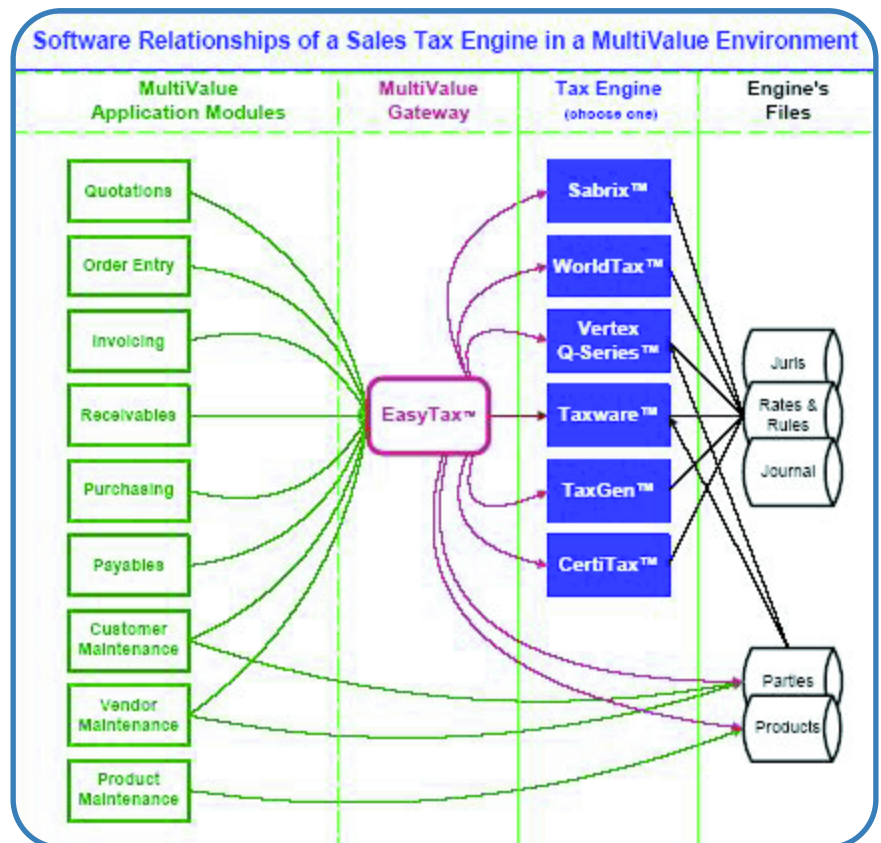 Software Relationships of a Sales Tax Engine in a MultiValue Environment
MultiValue
Application Modules
MultiValue
Gateway
Tax Engine
(choose one)
Engine's
Files
Quotations
Order Entry
Invoicing
Receivables
Purchasing
Payables
Customer
Maintenance
Vendor
Maintenance
Product
Maintenance
EasyTax™
Sabrix™
WorldTax™
Vertex
Q-Series™
Taxware™
TaxGen™
CertiTax™
Juris
Rates &
Rules
Journal
Parties
Products